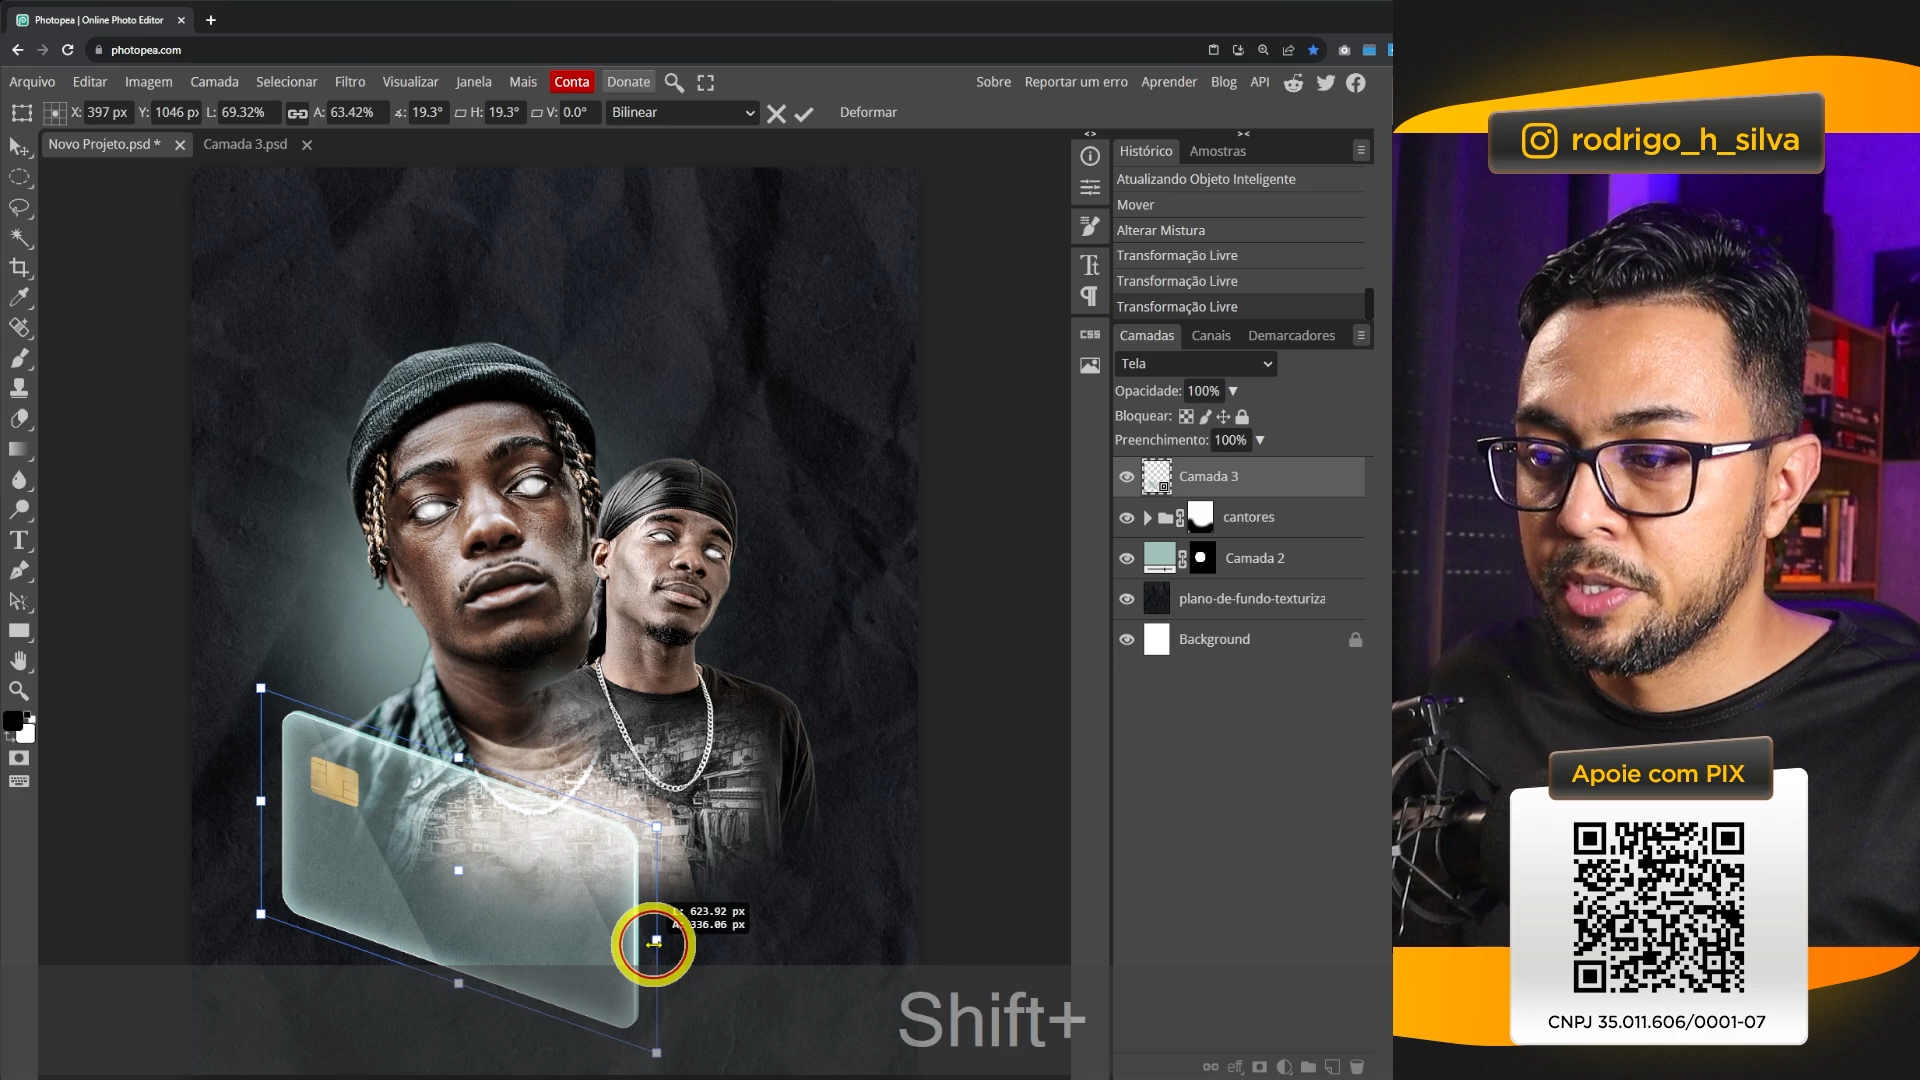 Photopea | Online Photo Editor
photopea.com
Arquivo Editar Imagem Camada Selecionar Filtro Visualizar Janela Mais Conta Donate
Sobre Reportar um erro Aprender Blog API
X: 397 px Y: 1046 px L: 69.32% A: 63.42% 19.3° H: 19.3° V: 0.0° Bilinear Deformar
Novo Projeto.psd * Camada 3.psd
Histórico Amostras
Atualizando Objeto Inteligente
Mover
Alterar Mistura
Transformação Livre
Transformação Livre
Transformação Livre
CSS
Camadas Canais Demarcadores
Tela
Opacidade: 100%
Bloquear:
Preenchimento: 100%
Camada 3
cantores
Camada 2
plano-de-fundo-texturiza
Background
L: 623.92 px
A: 336.06 px
Shift+
eff
rodrigo_h_silva
Apoie com PIX
CNPJ 35.011.606/0001-07